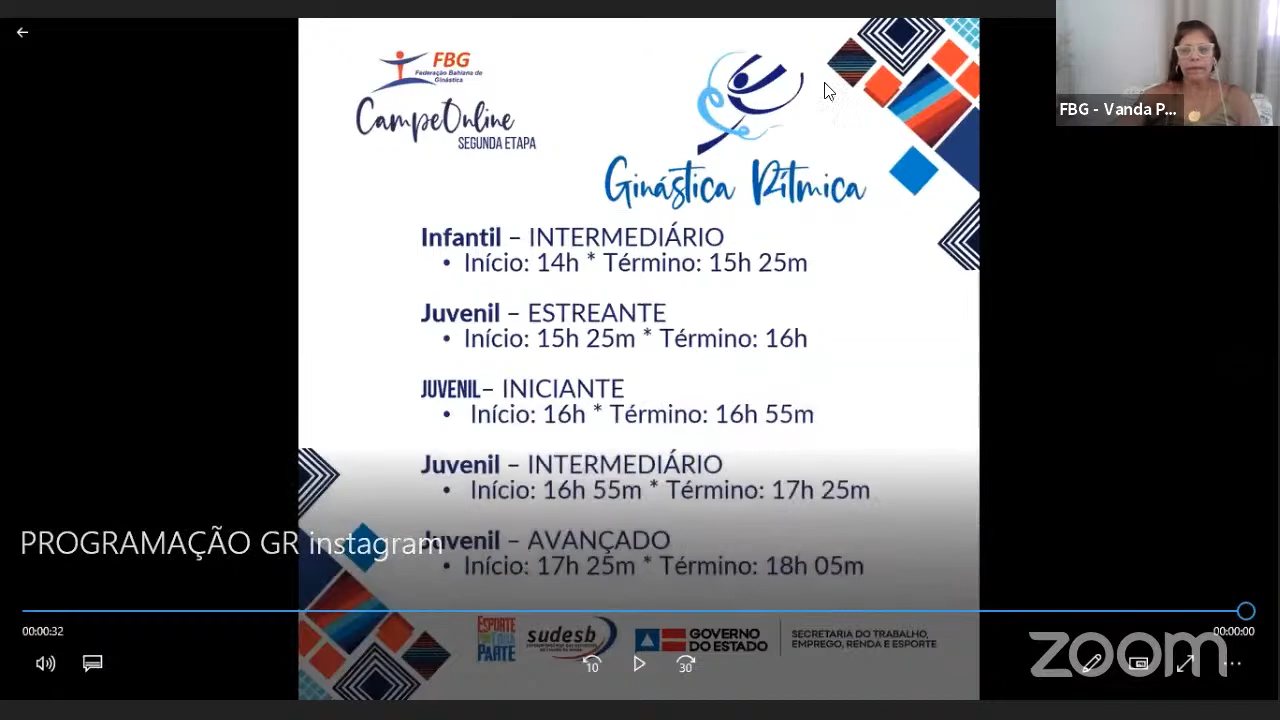 FBG
Federação Bahiana de
Ginástica
CampeOnline
SEGUNDA ETAPA
Ginástica Rítmica
FBG - Vanda P...
Infantil – INTERMEDIÁRIO
• Início: 14h * Término: 15h 25m
Juvenil – ESTREANTE
• Início: 15h 25m * Término: 16h
JUVENIL– INICIANTE
• Início: 16h * Término: 16h 55m
Juvenil – INTERMEDIÁRIO
• Início: 16h 55m * Término: 17h 25m
Juvenil – AVANÇADO
• Início: 17h 25m * Término: 18h 05m
PROGRAMAÇÃO GR instagram
00:00:32
00:00:00
ESPORTE
PARTE
sudesb
GOVERNO
DO ESTADO
SECRETARIA DO TRABALHO,
EMPREGO, RENDA E ESPORTE
10
30
zoom